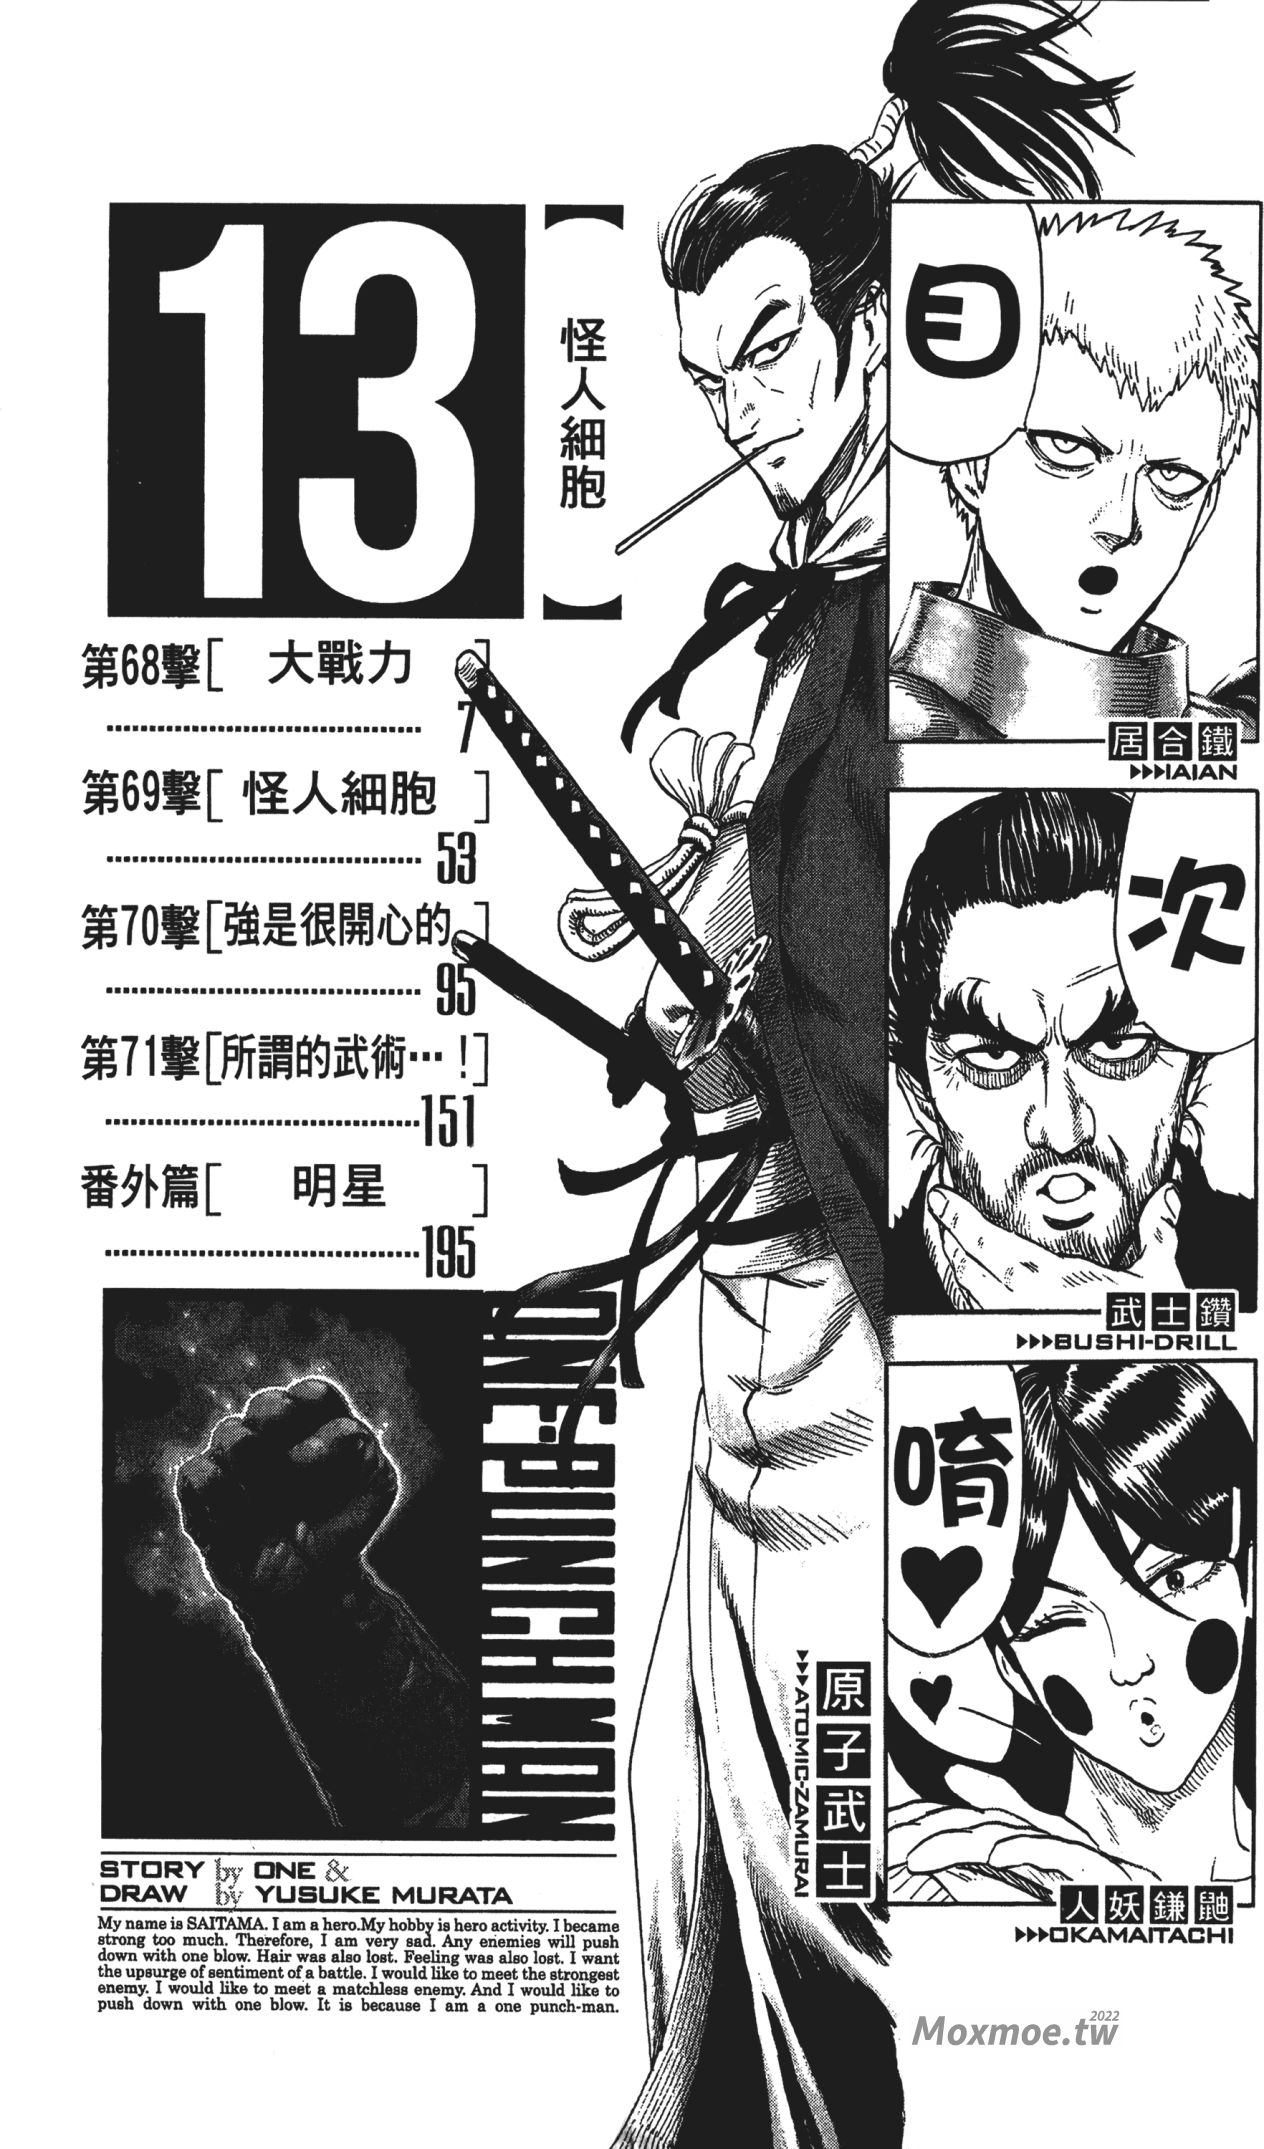 13
【怪人細胞】
第68擊[ 大戰力 ]
7
第69擊[ 怪人細胞 ]
53
第70擊[強是很開心的]
95
第71擊[所謂的武術…！]
151
番外篇[ 明星 ]
195
ONE-PUNCH MAN
STORY by ONE &
DRAW by YUSUKE MURATA
My name is SAITAMA. I am a hero.My hobby is hero activity. I became
strong too much. Therefore, I am very sad. Any enemies will push
down with one blow. Hair was also lost. Feeling was also lost. I want
the upsurge of sentiment of a battle. I would like to meet the strongest
enemy. I would like to meet a matchless enemy. And I would like to
push down with one blow. It is because I am a one punch-man.
原子武士
ATOMIC-ZAMURAI
居合鐵
IAIAN
次
武士鑽
BUSHI-DRILL
唷♥
♥
人妖鎌鼬
OKAMAITACHI
2022
Moxmoe.tw